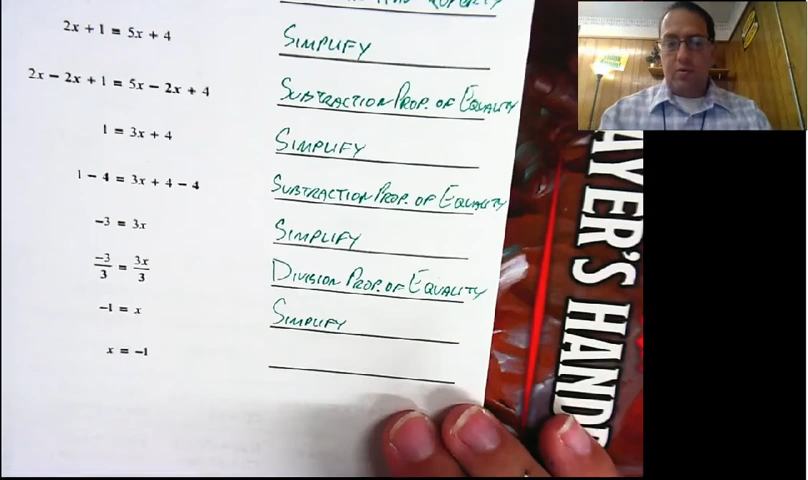 2x + 1 = 5x + 4 SIMPLIFY
2x − 2x + 1 = 5x − 2x + 4 SUBTRACTION PROP. OF EQUALITY
1 = 3x + 4 SIMPLIFY
1 − 4 = 3x + 4 − 4 SUBTRACTION PROP. OF EQUALITY
−3 = 3x SIMPLIFY
−3/3 = 3x/3 DIVISION PROP. OF EQUALITY
−1 = x SIMPLIFY
x = −1
AYER'S HAND